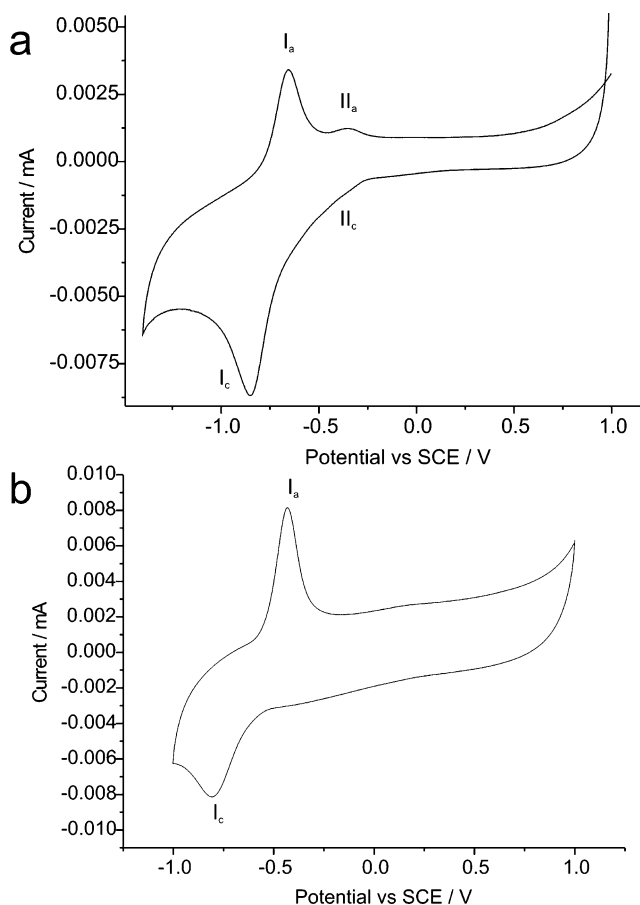 a
0.0050
0.0025
0.0000
-0.0025
-0.0050
-0.0075
Current / mA
Iₐ
IIₐ
II꜀
I꜀
-1.0 -0.5 0.0 0.5 1.0
Potential vs SCE / V
b
0.010
0.008
0.006
0.004
0.002
0.000
-0.002
-0.004
-0.006
-0.008
-0.010
Current / mA
Iₐ
I꜀
-1.0 -0.5 0.0 0.5 1.0
Potential vs SCE / V